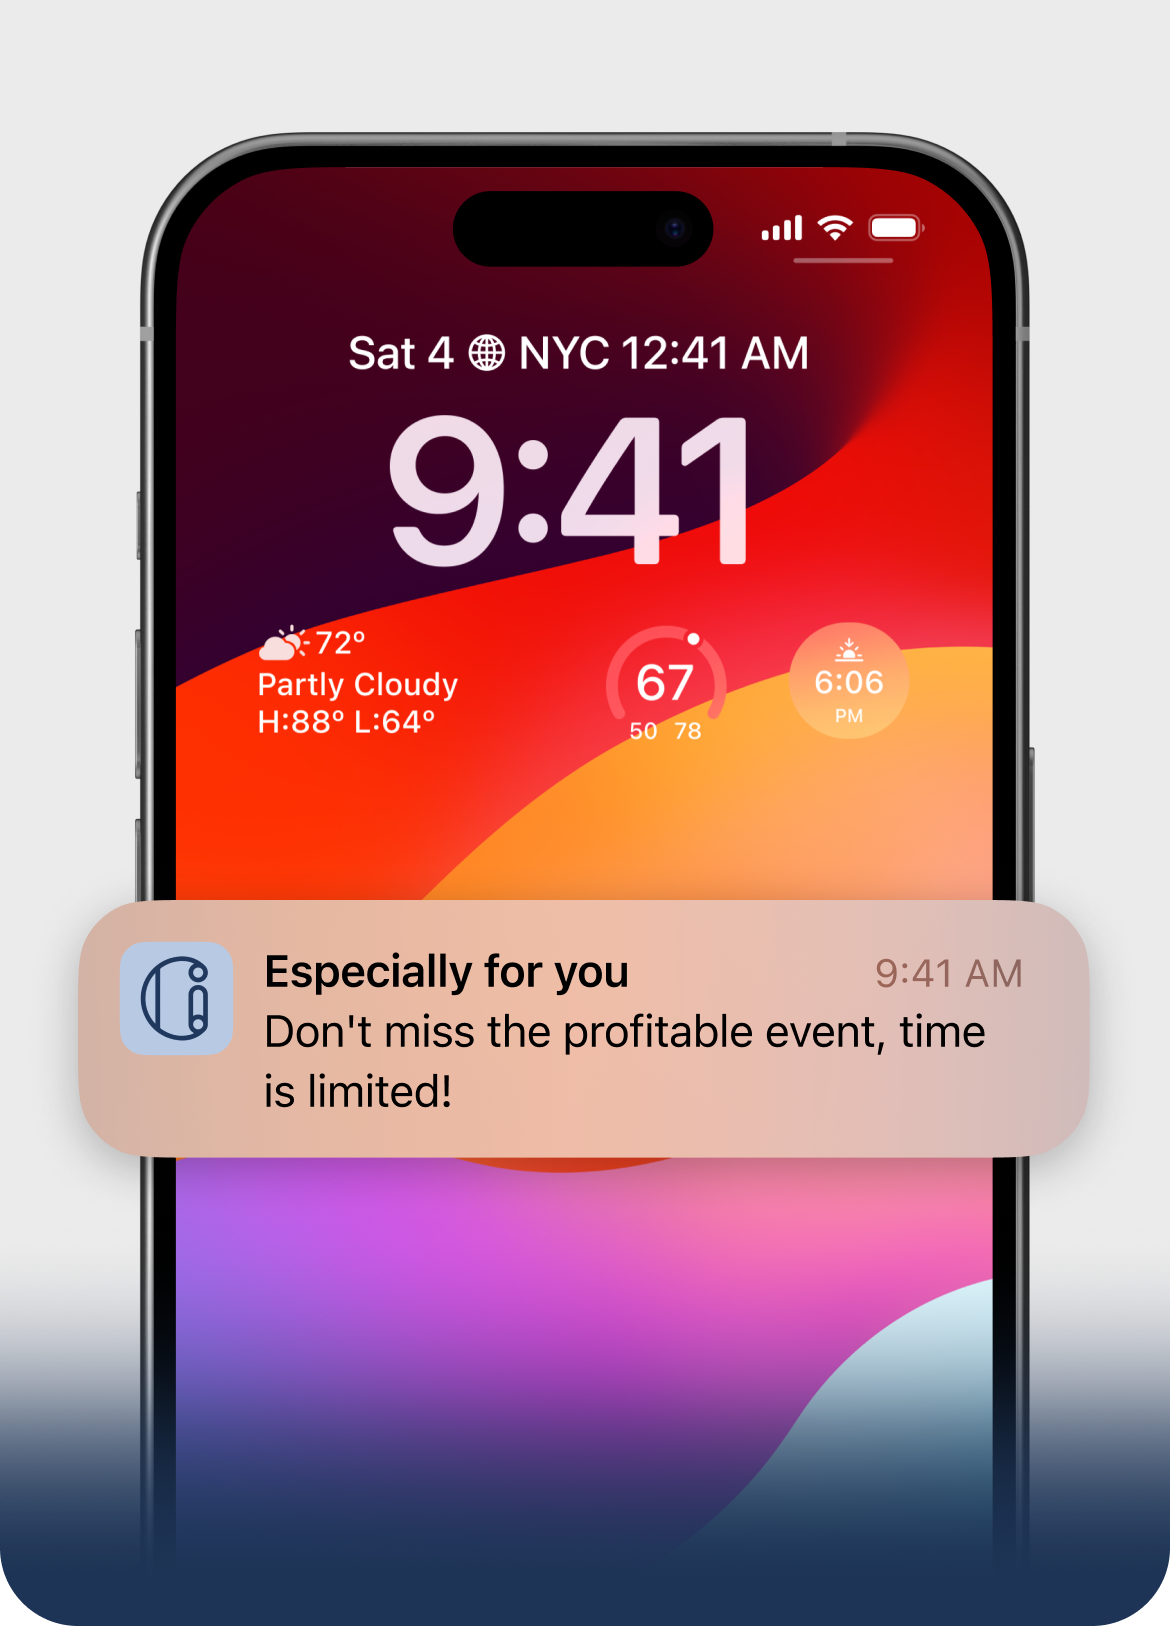 Sat 4 NYC 12:41 AM
9:41
72°
Partly Cloudy
H:88° L:64°
67
50 78
6:06
PM
Especially for you 9:41 AM
Don't miss the profitable event, time
is limited!